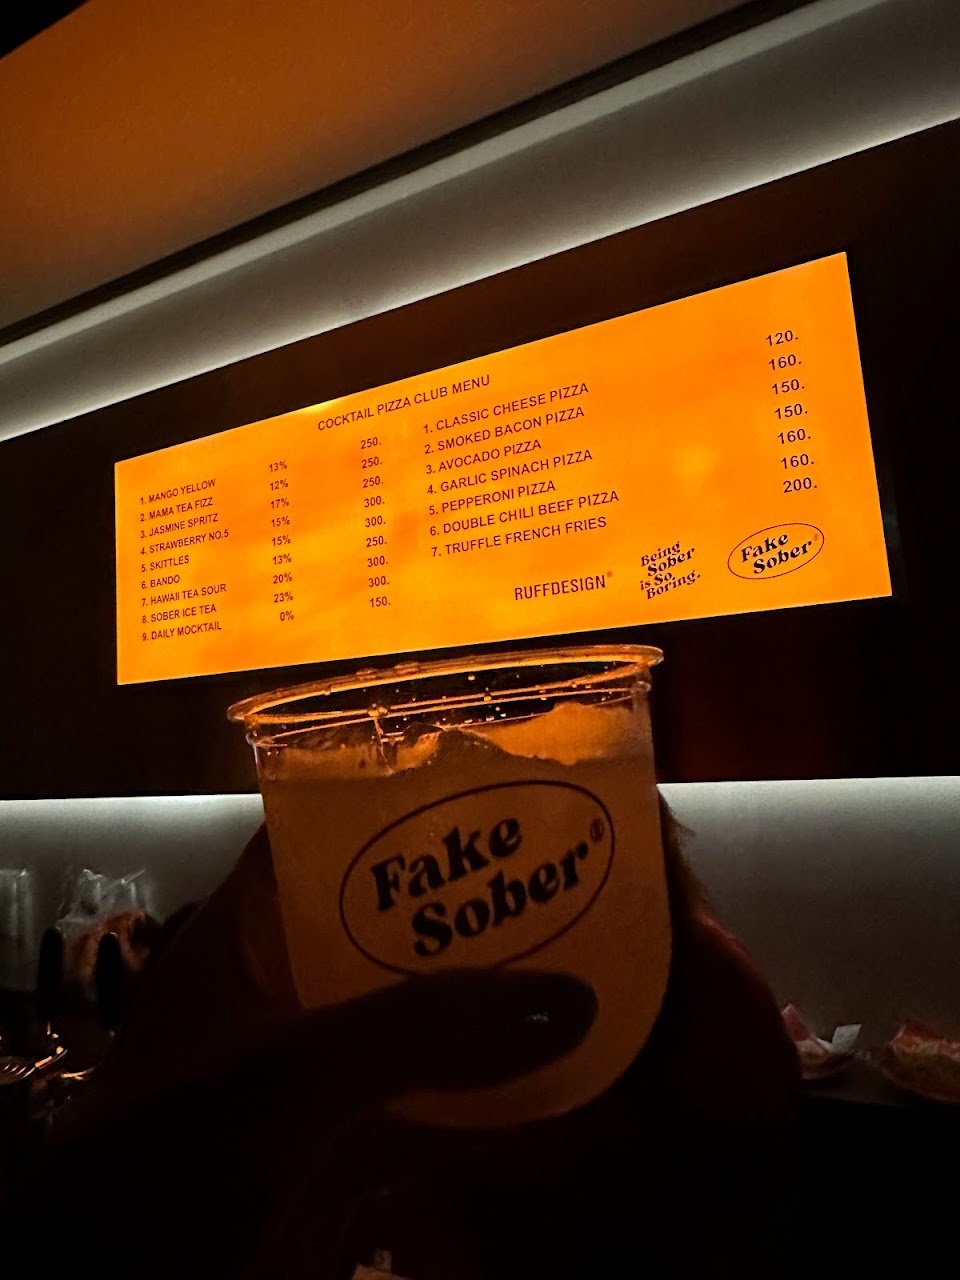 COCKTAIL PIZZA CLUB MENU
1. MANGO YELLOW 13% 250.
2. MAMA TEA FIZZ 12% 250.
3. JASMINE SPRITZ 17% 250.
4. STRAWBERRY NO.5 15% 300.
5. SKITTLES 15% 300.
6. BANDO 13% 250.
7. HAWAII TEA SOUR 20% 300.
8. SOBER ICE TEA 23% 300.
9. DAILY MOCKTAIL 0% 150.
1. CLASSIC CHEESE PIZZA 120.
2. SMOKED BACON PIZZA 160.
3. AVOCADO PIZZA 150.
4. GARLIC SPINACH PIZZA 150.
5. PEPPERONI PIZZA 160.
6. DOUBLE CHILI BEEF PIZZA 160.
7. TRUFFLE FRENCH FRIES 200.
RUFFDESIGN®
Being
Sober
is So
Boring.
Fake
Sober®
Fake
Sober®